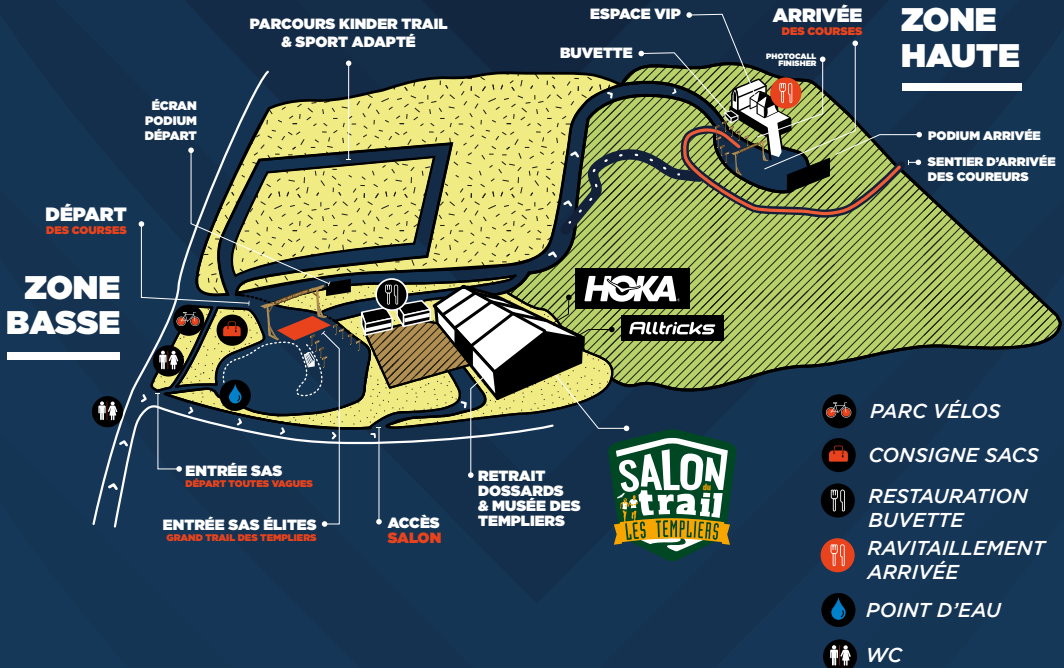 PARCOURS KINDER TRAIL
& SPORT ADAPTÉ
ESPACE VIP
BUVETTE
ARRIVÉE
DES COURSES
PHOTOCALL
FINISHER
ZONE
HAUTE
ÉCRAN
PODIUM
DÉPART
PODIUM ARRIVÉE
SENTIER D'ARRIVÉE
DES COUREURS
DÉPART
DES COURSES
ZONE
BASSE
HOKA
Alltricks
ENTRÉE SAS
DÉPART TOUTES VAGUES
ENTRÉE SAS ÉLITES
GRAND TRAIL DES TEMPLIERS
ACCÈS
SALON
RETRAIT
DOSSARDS
& MUSÉE DES
TEMPLIERS
SALON
du
trail
LES TEMPLIERS
PARC VÉLOS
CONSIGNE SACS
RESTAURATION
BUVETTE
RAVITAILLEMENT
ARRIVÉE
POINT D'EAU
WC